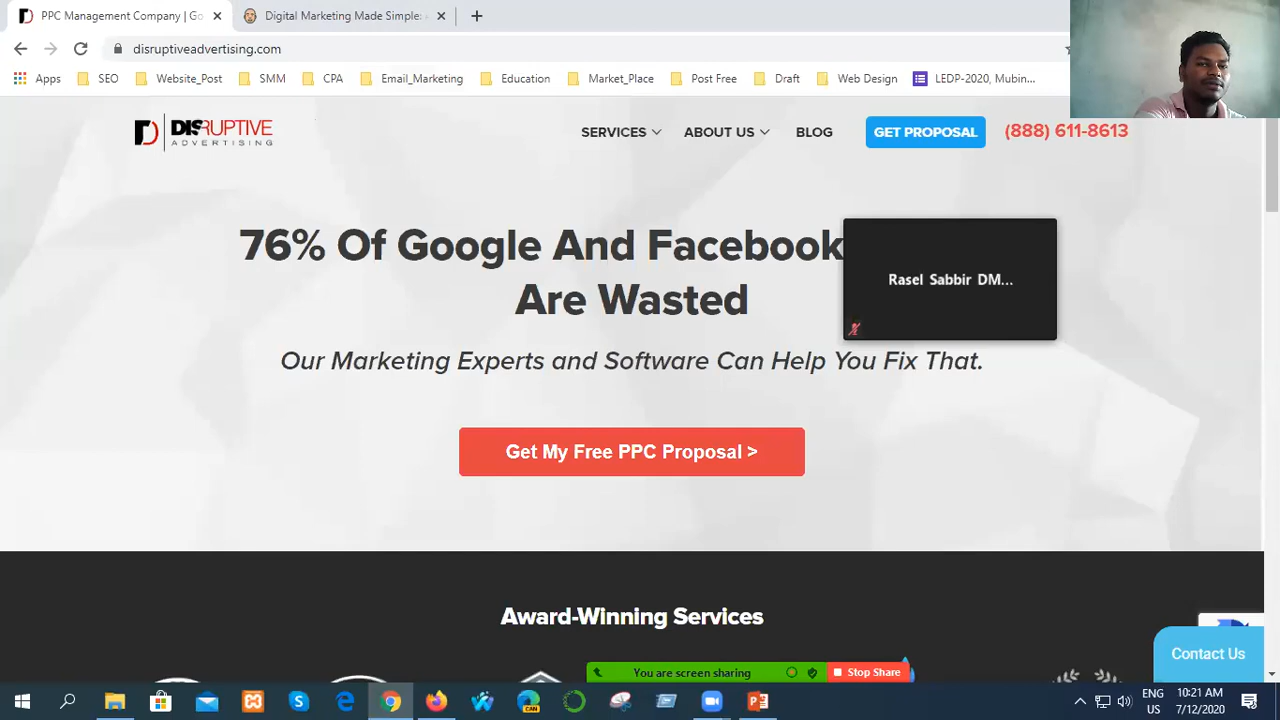 PPC Management Company | Go
Digital Marketing Made Simple:
disruptiveadvertising.com
Apps SEO Website_Post SMM CPA Email_Marketing Education Market_Place Post Free Draft Web Design LEDP-2020, Mubin...
DISRUPTIVE
ADVERTISING
SERVICES ABOUT US BLOG GET PROPOSAL (888) 611-8613
76% Of Google And Facebook
Are Wasted
Rasel Sabbir DM...
Our Marketing Experts and Software Can Help You Fix That.
Get My Free PPC Proposal >
Award-Winning Services
Contact Us
You are screen sharing Stop Share
CAN
ENG
US
10:21 AM
7/12/2020